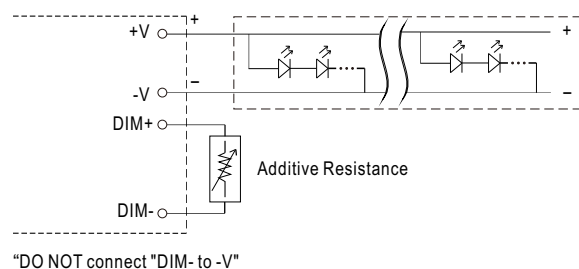 +V
+
+
-V
−
−
DIM+
Additive Resistance
DIM-
“DO NOT connect "DIM- to -V"